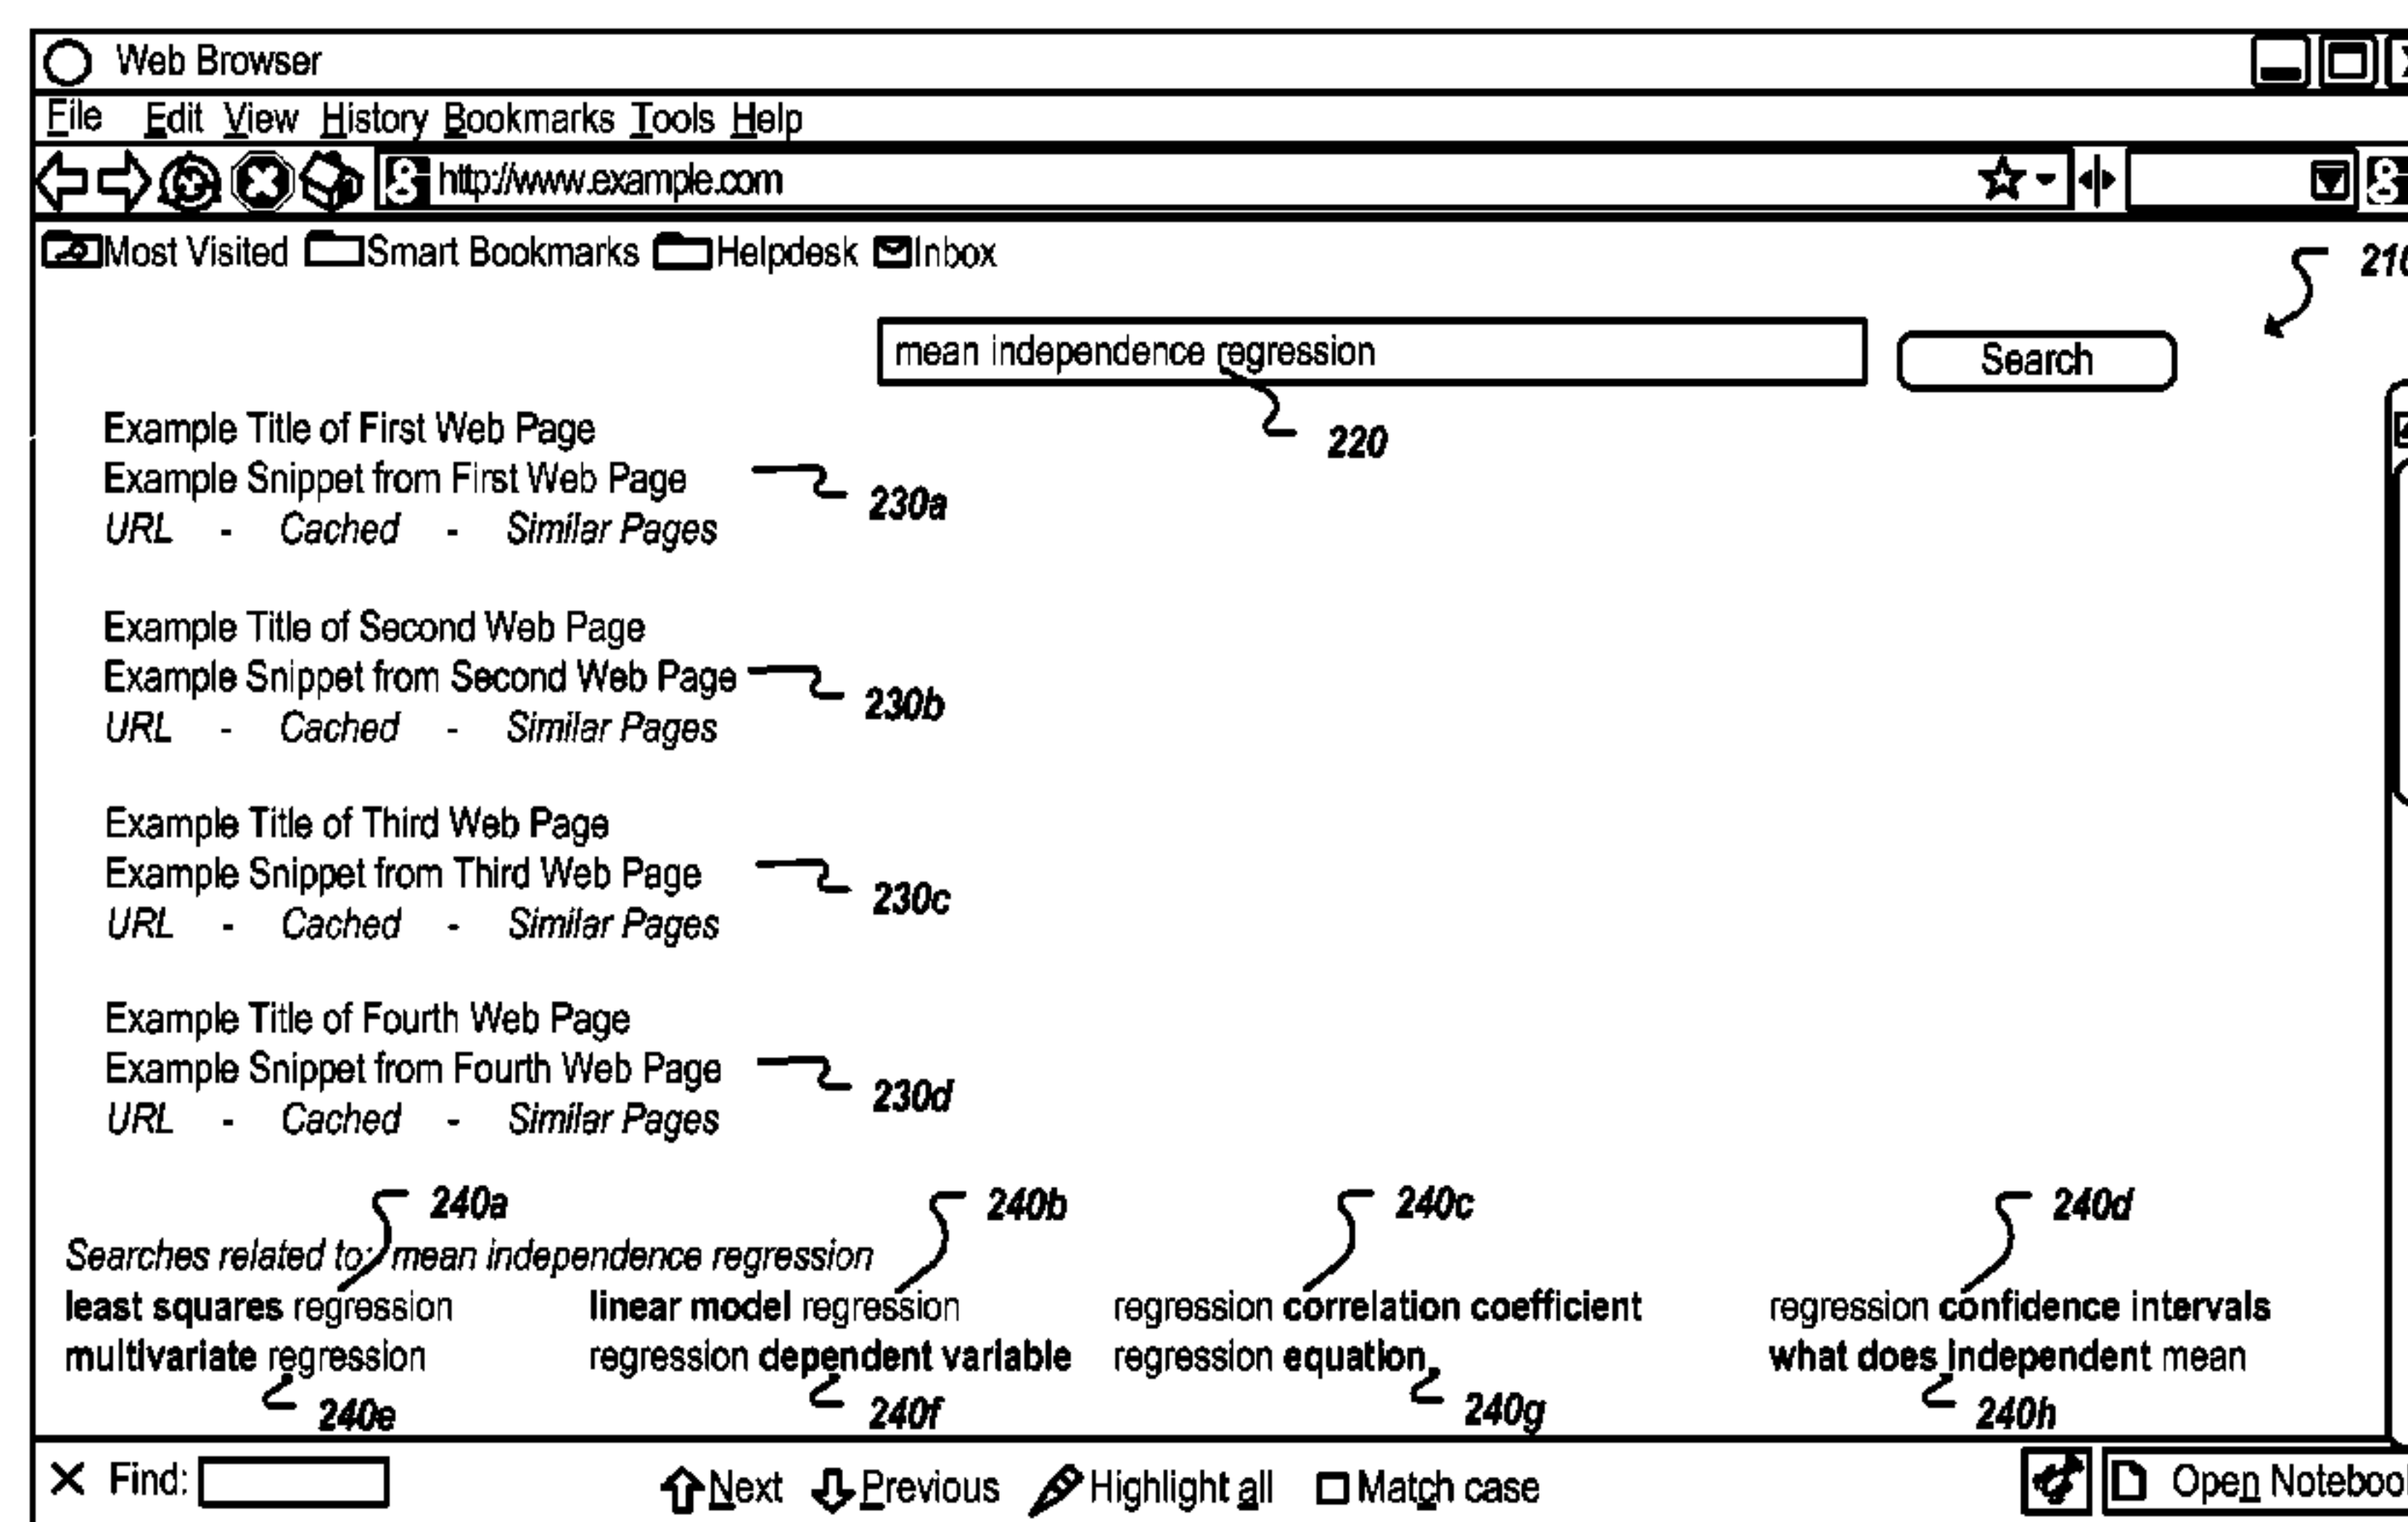 Web Browser
File Edit View History Bookmarks Tools Help
http://www.example.com
Most Visited Smart Bookmarks Helpdesk Inbox
mean independence regression Search
220
Example Title of First Web Page
Example Snippet from First Web Page 230a
URL - Cached - Similar Pages
Example Title of Second Web Page
Example Snippet from Second Web Page 230b
URL - Cached - Similar Pages
Example Title of Third Web Page
Example Snippet from Third Web Page 230c
URL - Cached - Similar Pages
Example Title of Fourth Web Page
Example Snippet from Fourth Web Page 230d
URL - Cached - Similar Pages
240a 240b 240c 240d
Searches related to: mean independence regression
least squares regression linear model regression regression correlation coefficient regression confidence intervals
multivariate regression regression dependent variable regression equation what does independent mean
240e 240f 240g 240h
Find: Next Previous Highlight all Match case Open